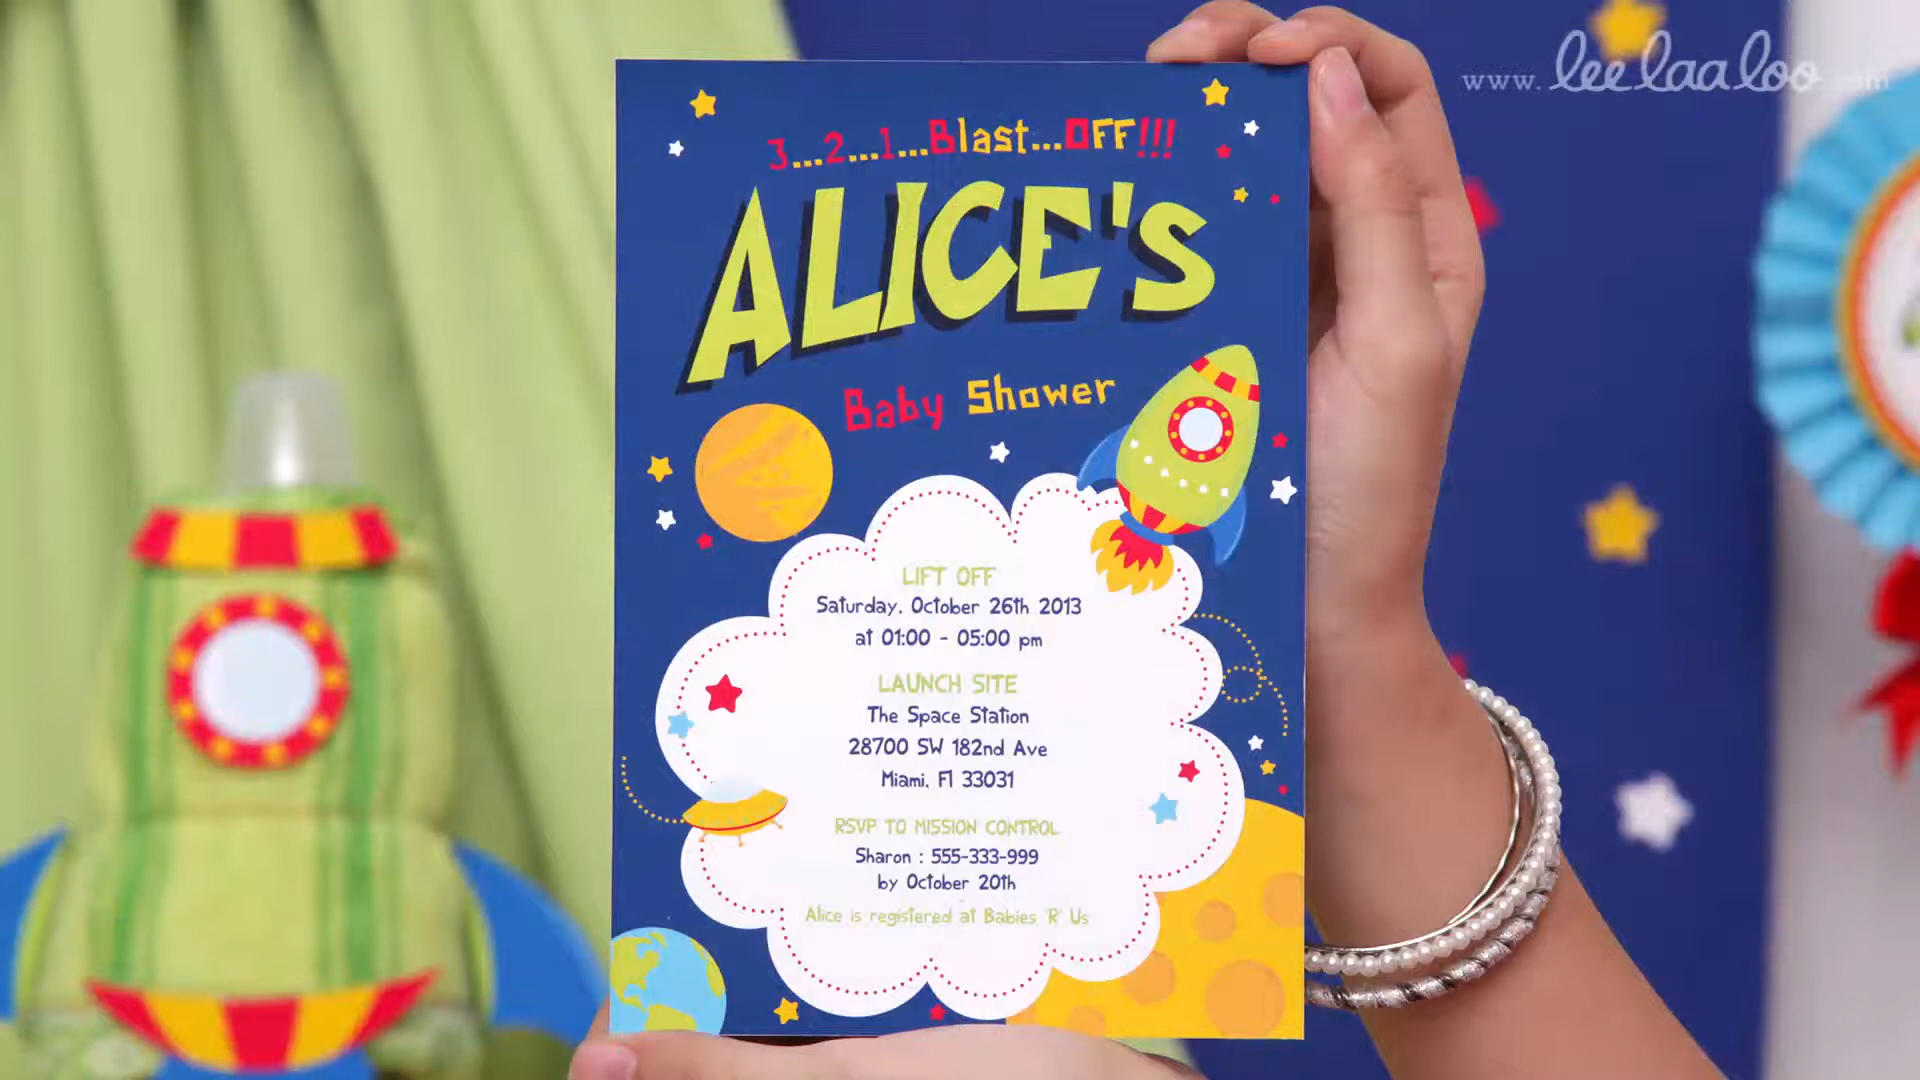 www.leelaaloo.com
3...2...1...Blast...OFF!!!
ALICE'S
Baby Shower
LIFT OFF
Saturday, October 26th 2013
at 01:00 - 05:00 pm
LAUNCH SITE
The Space Station
28700 SW 182nd Ave
Miami, Fl 33031
RSVP TO MISSION CONTROL
Sharon : 555-333-999
by October 20th
Alice is registered at Babies 'R' Us